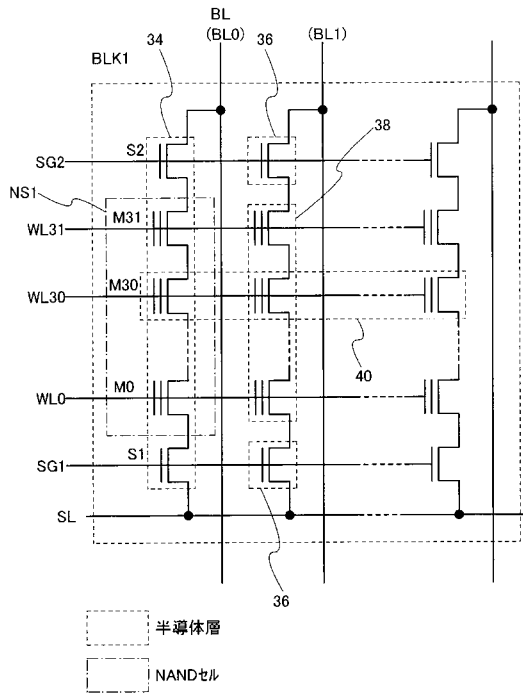 BL
34
(BL0)
36
(BL1)
BLK1
38
S2
SG2
NS1
M31
WL31
M30
WL30
40
M0
WL0
S1
SG1
SL
36
半導体層
NANDセル